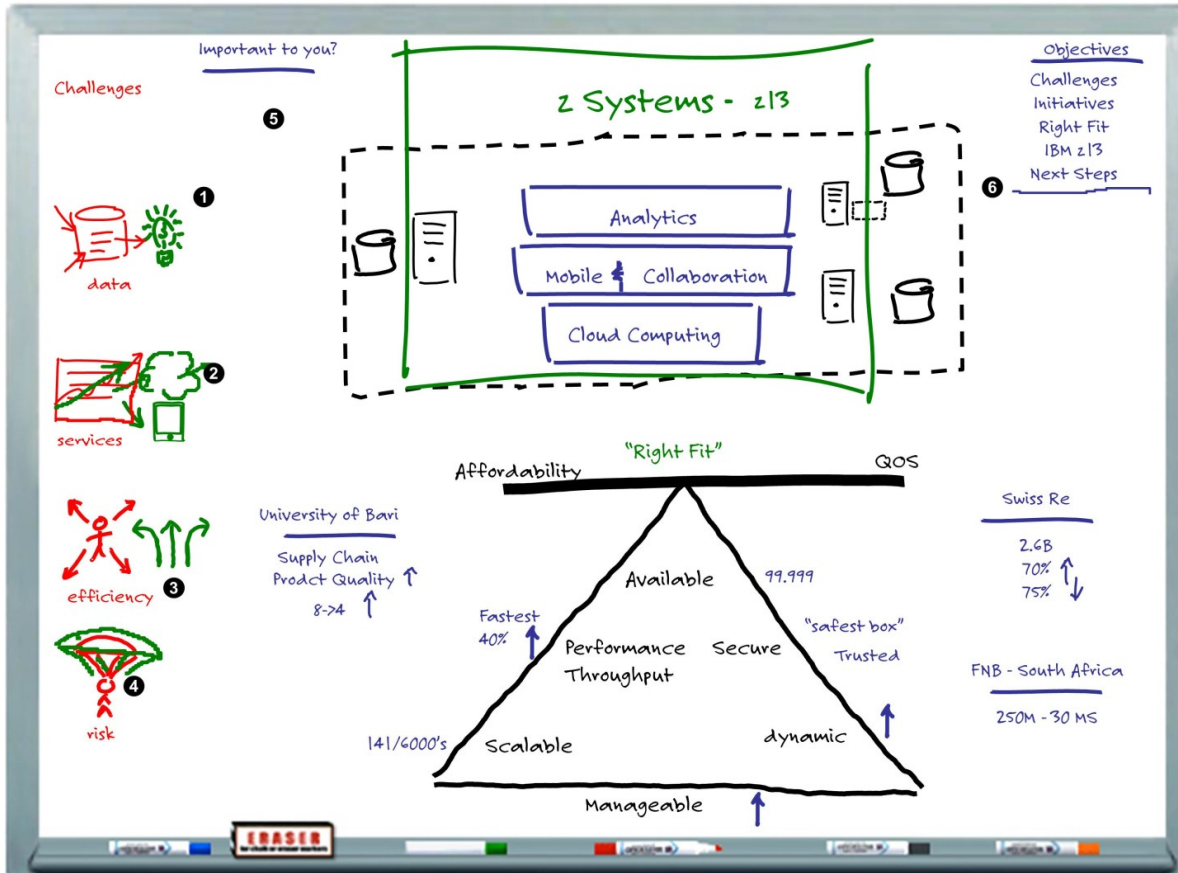 Important to you?
Challenges
5
1
data
2
services
3
efficiency
4
risk
z Systems - z13
Analytics
Mobile & Collaboration
Cloud Computing
6
Objectives
Challenges
Initiatives
Right Fit
IBM z13
Next Steps
"Right Fit"
Affordability
QOS
University of Bari
Supply Chain
Prodct Quality
8->4
Available
99.999
Fastest
40%
Performance
Throughput
Secure
"safest box"
Trusted
141/6000's
Scalable
dynamic
Manageable
Swiss Re
2.6B
70%
75%
FNB - South Africa
250M - 30 MS
ERASER